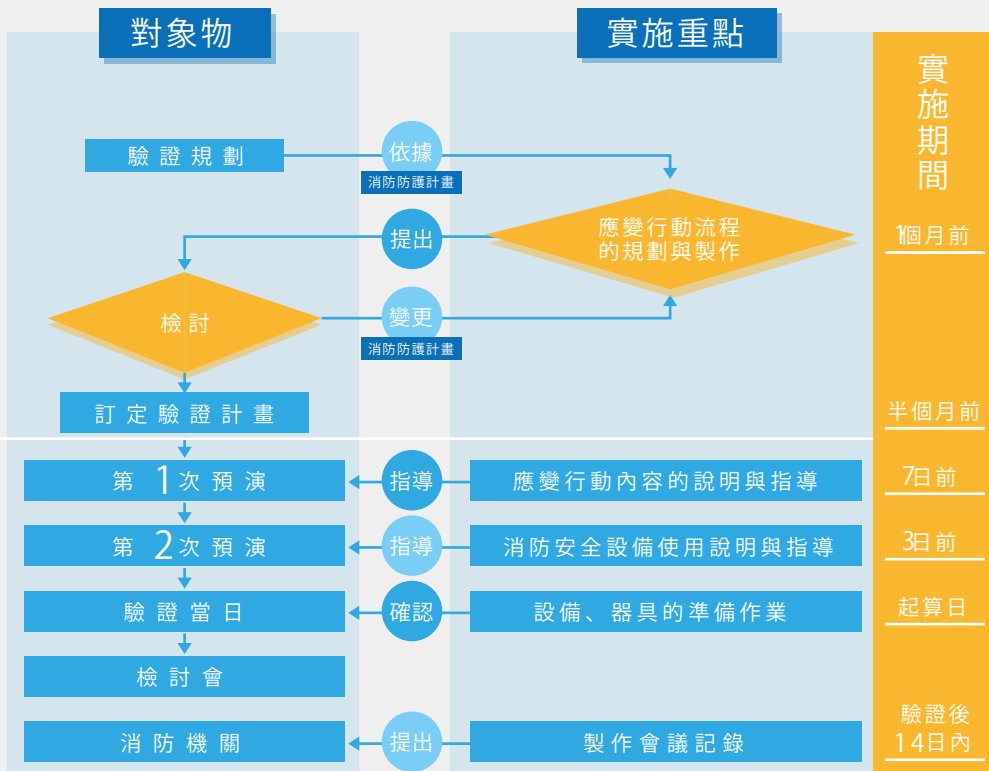 對象物
實施重點
實施期間
驗證規劃
依據
消防防護計畫
應變行動流程
的規劃與製作
提出
1個月前
檢討
變更
消防防護計畫
訂定驗證計畫
半個月前
第1次預演
指導
應變行動內容的說明與指導
7日前
第2次預演
指導
消防安全設備使用說明與指導
3日前
驗證當日
確認
設備、器具的準備作業
起算日
檢討會
消防機關
提出
製作會議記錄
驗證後
14日內